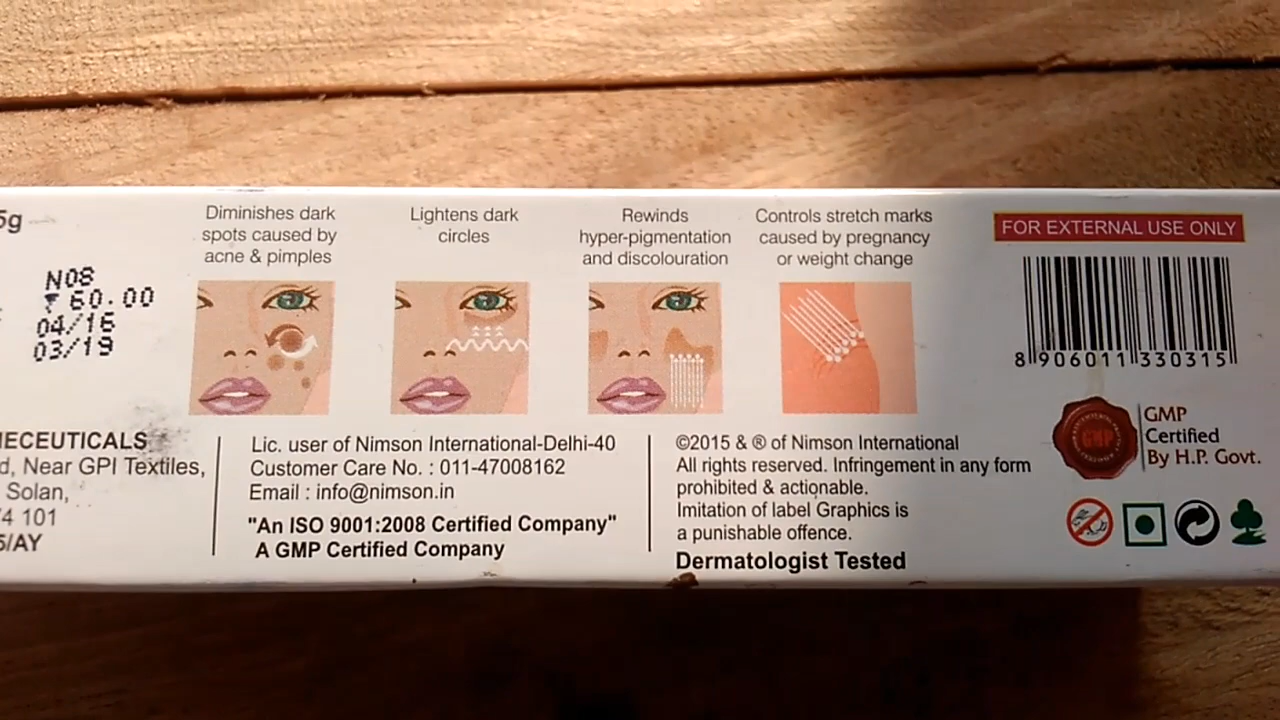 5g
N08
₹ 60.00
04/16
03/19
Diminishes dark
spots caused by
acne & pimples
Lightens dark
circles
Rewinds
hyper-pigmentation
and discolouration
Controls stretch marks
caused by pregnancy
or weight change
FOR EXTERNAL USE ONLY
8 906011 330315
GMP
GMP
Certified
By H.P. Govt.
IECEUTICALS
d, Near GPI Textiles,
Solan,
4 101
5/AY
Lic. user of Nimson International-Delhi-40
Customer Care No. : 011-47008162
Email : info@nimson.in
"An ISO 9001:2008 Certified Company"
A GMP Certified Company
©2015 & ® of Nimson International
All rights reserved. Infringement in any form
prohibited & actionable.
Imitation of label Graphics is
a punishable offence.
Dermatologist Tested